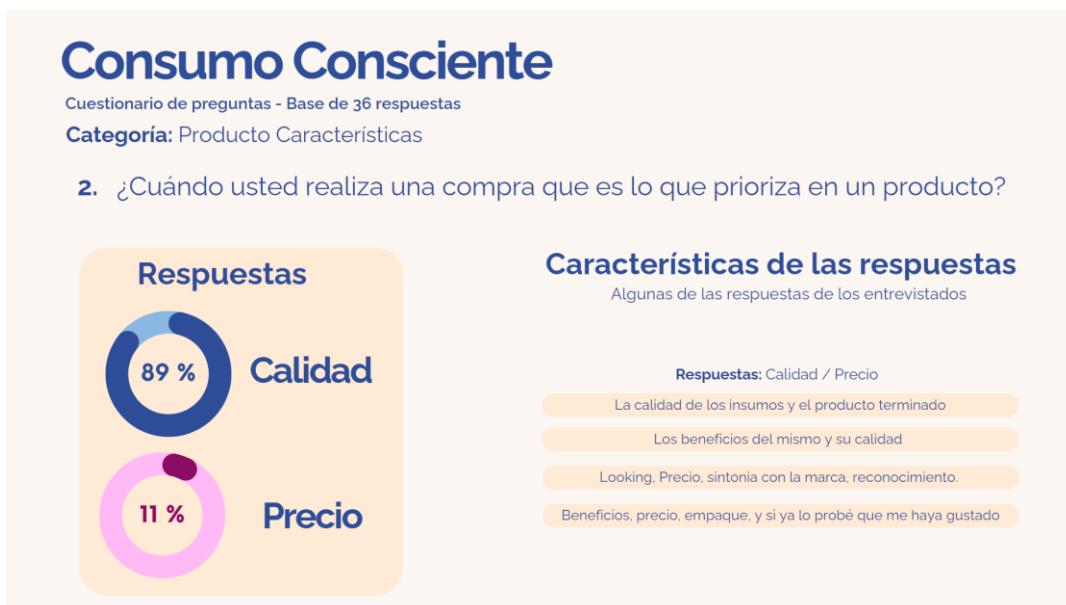 Consumo Consciente
Cuestionario de preguntas - Base de 36 respuestas
Categoría: Producto Características
2. ¿Cuándo usted realiza una compra que es lo que prioriza en un producto?
Respuestas
89 %
Calidad
11 %
Precio
Características de las respuestas
Algunas de las respuestas de los entrevistados
Respuestas: Calidad / Precio
La calidad de los insumos y el producto terminado
Los beneficios del mismo y su calidad
Looking, Precio, sintonia con la marca, reconocimiento.
Beneficios, precio, empaque, y si ya lo probé que me haya gustado